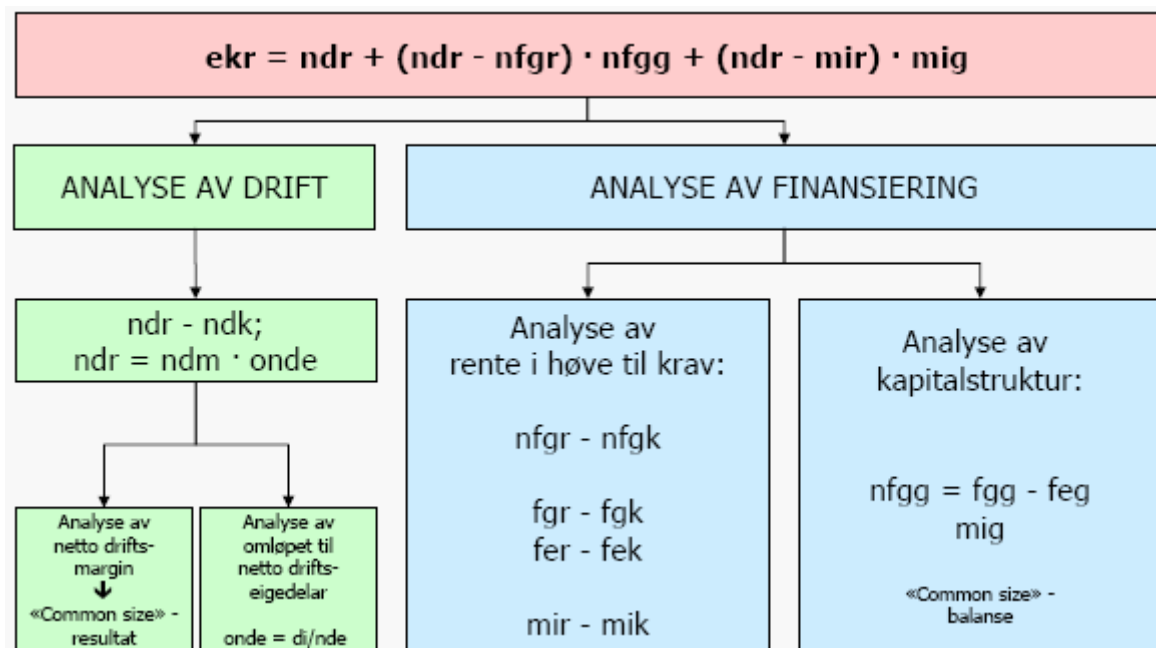 ekr = ndr + (ndr - nfgr) · nfgg + (ndr - mir) · mig
ANALYSE AV DRIFT
ANALYSE AV FINANSIERING
ndr - ndk;
ndr = ndm · onde
Analyse av
netto drifts-
margin
«Common size» -
resultat
Analyse av
omløpet til
netto drifts-
eigedelar
onde = di/nde
Analyse av
rente i høve til krav:
nfgr - nfgk
fgr - fgk
fer - fek
mir - mik
Analyse av
kapitalstruktur:
nfgg = fgg - feg
mig
«Common size» -
balanse